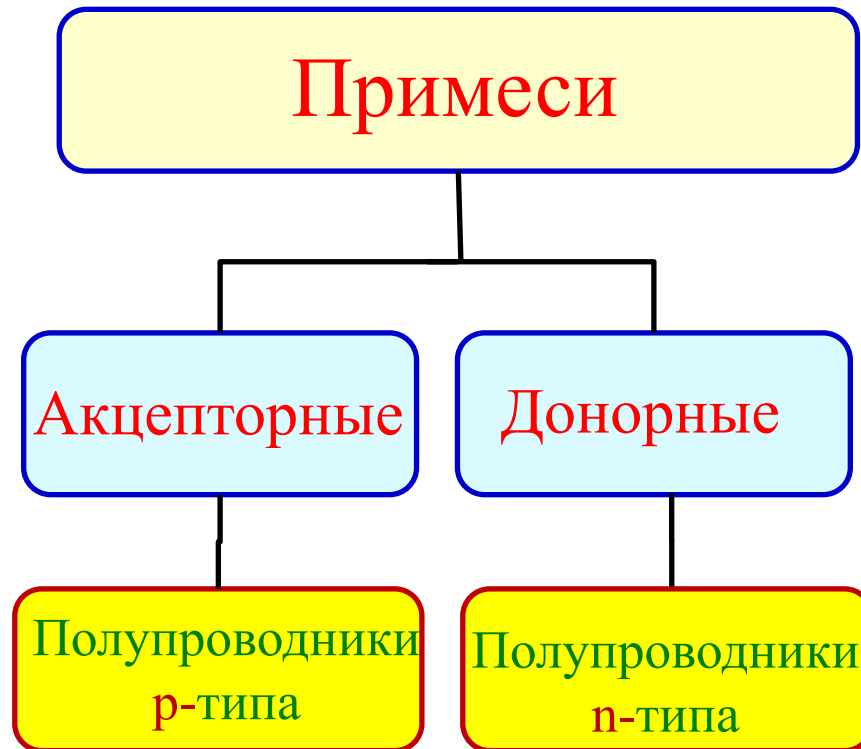 Примеси
Акцепторные
Донорные
Полупроводники
p-типа
Полупроводники
n-типа